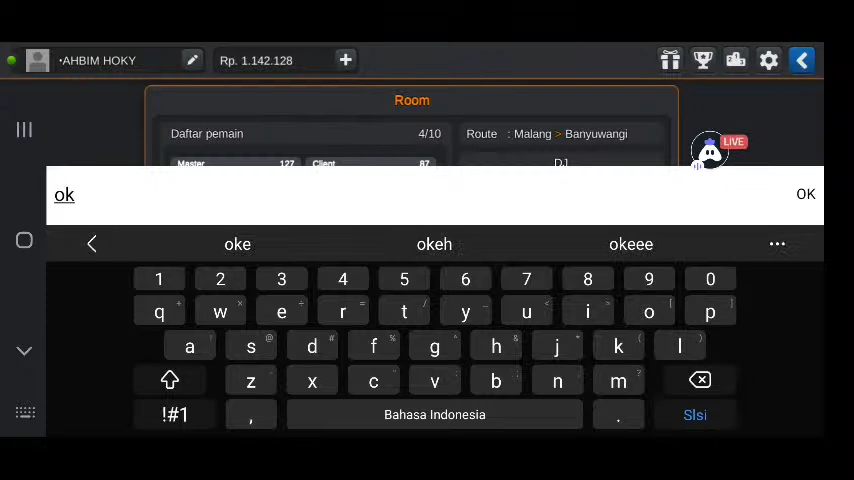 •AHBIM HOKY Rp. 1.142.128 +
Room
Daftar pemain 4/10 Route : Malang > Banyuwangi
LIVE
Master 127 Client 87 DJ
ok OK
oke okeh okeee
1 2 3 4 5 6 7 8 9 0
q w e r t y u i o p
a s d f g h j k l
z x c v b n m
!#1 , Bahasa Indonesia . Slsi